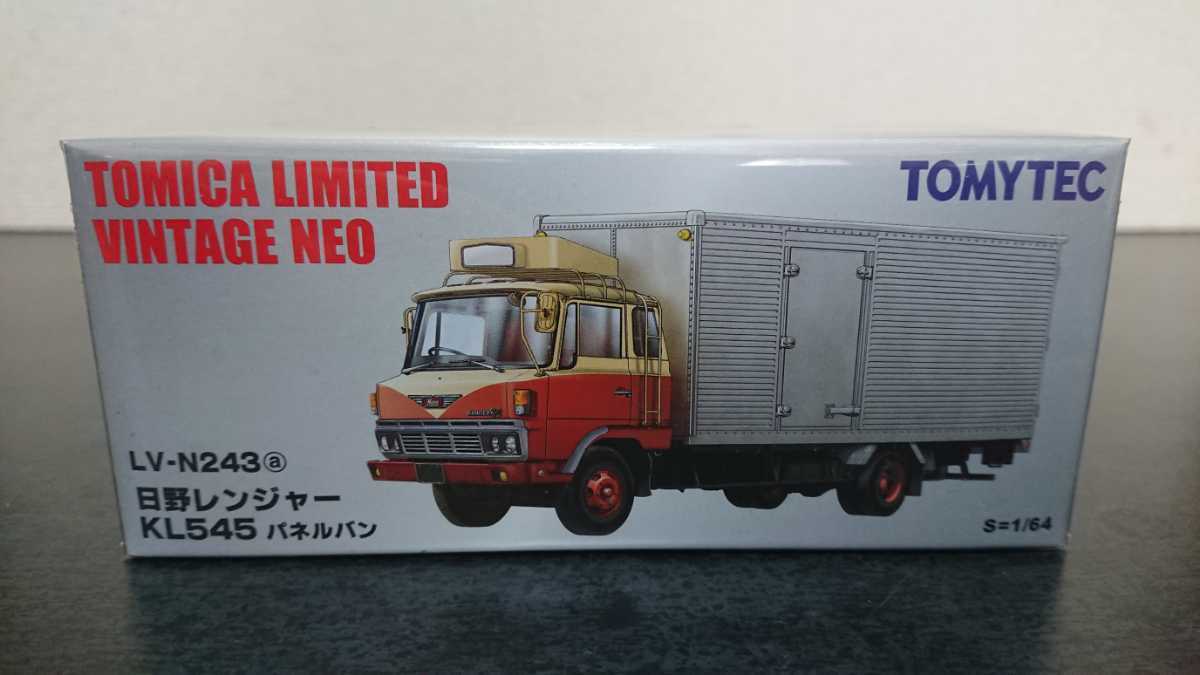 TOMICA LIMITED
VINTAGE NEO
TOMYTEC
LV-N243ⓐ
日野レンジャー
KL545 パネルバン
S=1/64